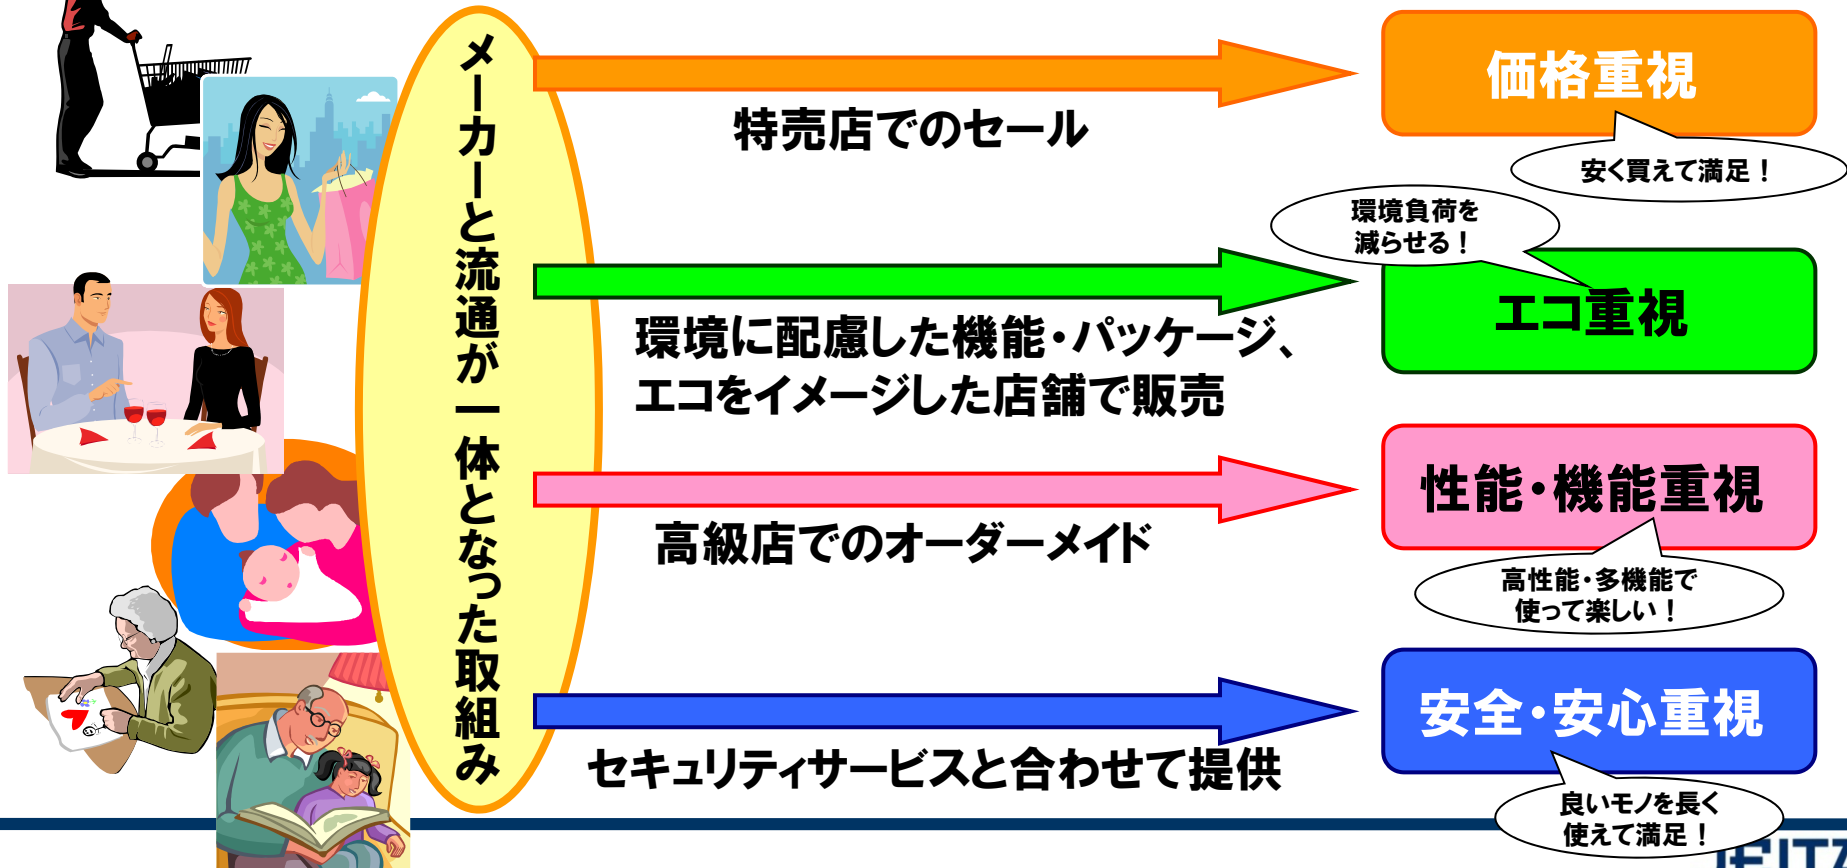 メーカーと流通が一体となった取組み
価格重視
特売店でのセール
安く買えて満足！
環境負荷を
減らせる！
エコ重視
環境に配慮した機能・パッケージ、
エコをイメージした店舗で販売
性能・機能重視
高級店でのオーダーメイド
高性能・多機能で
使って楽しい！
安全・安心重視
セキュリティサービスと合わせて提供
良いモノを長く
使えて満足！